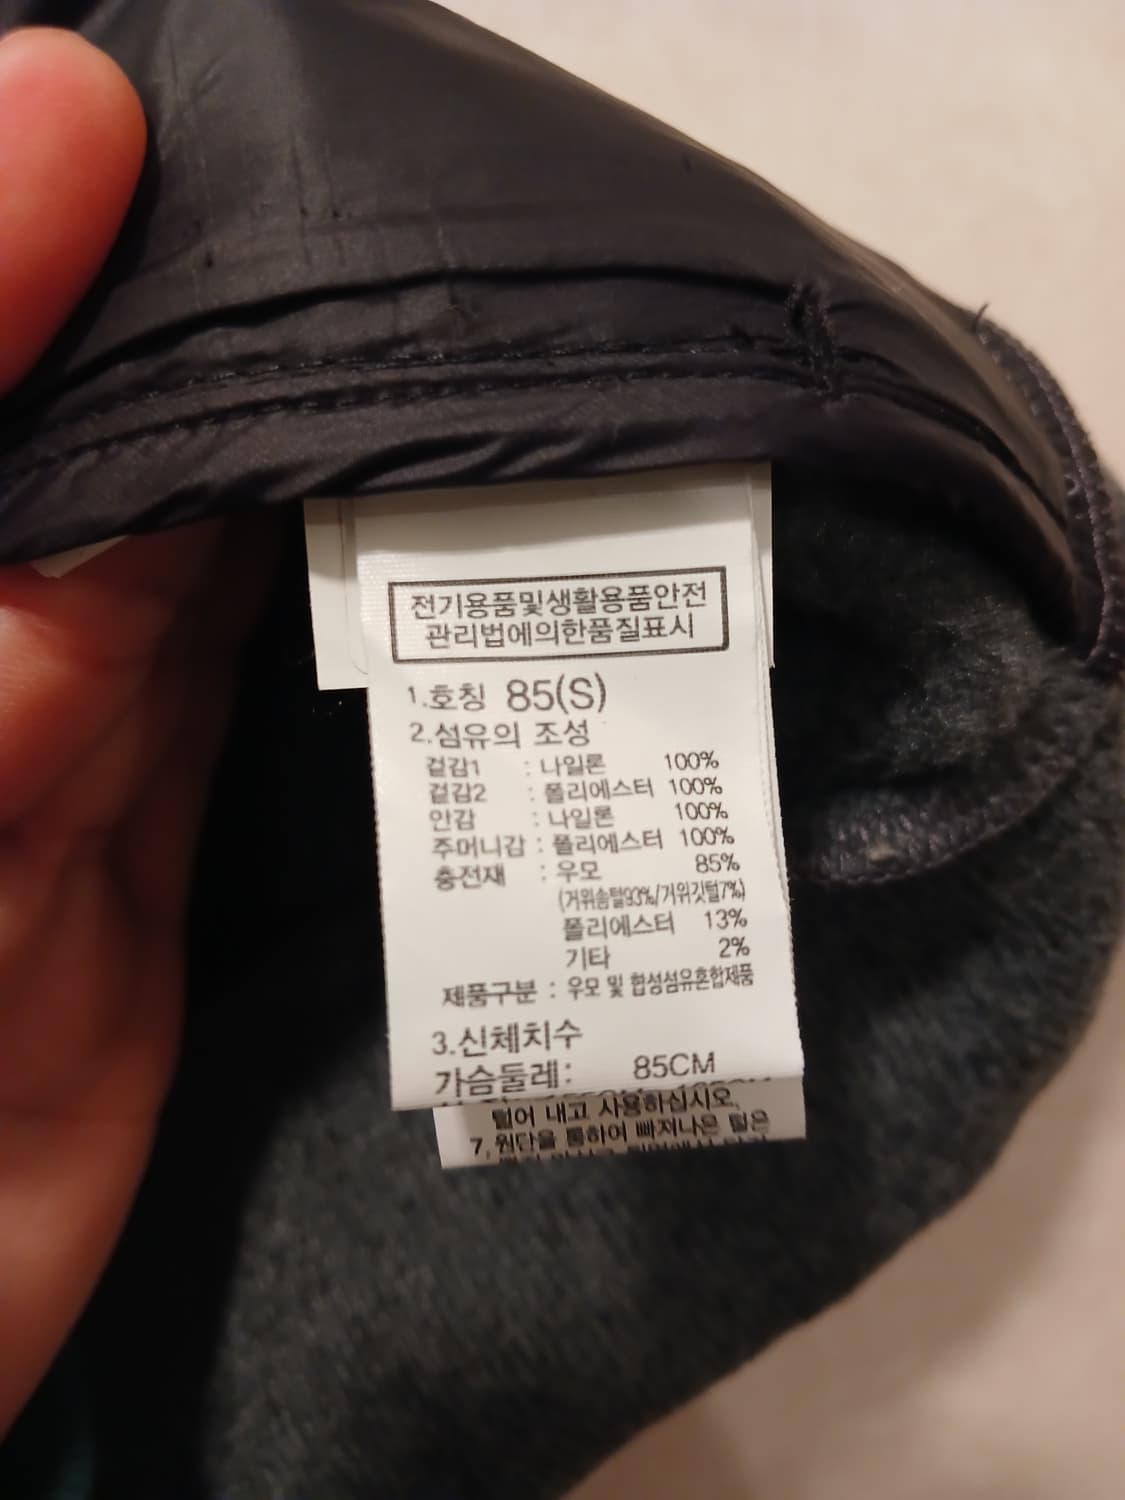 전기용품및생활용품안전
관리법에의한품질표시
1.호칭 85(S)
2.섬유의 조성
겉감1 : 나일론 100%
겉감2 : 폴리에스터 100%
안감 : 나일론 100%
주머니감 : 폴리에스터 100%
충전재 : 우모 85%
(거위솜털93%/거위깃털7%)
폴리에스터 13%
기타 2%
제품구분 : 우모 및 합성섬유혼합제품
3.신체치수
가슴둘레: 85CM
털어 내고 사용하십시오.
7.원단을 통하여 빠져나온 털은